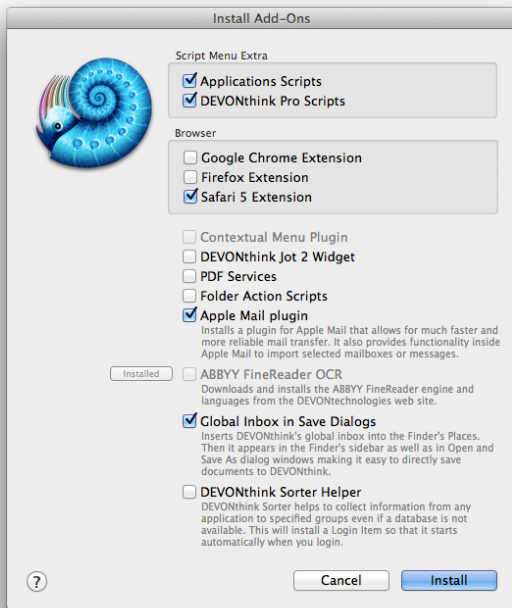 Install Add-Ons
Script Menu Extra
Applications Scripts
DEVONthink Pro Scripts
Browser
Google Chrome Extension
Firefox Extension
Safari 5 Extension
Contextual Menu Plugin
DEVONthink Jot 2 Widget
PDF Services
Folder Action Scripts
Apple Mail plugin
Installs a plugin for Apple Mail that allows for much faster and
more reliable mail transfer. It also provides functionality inside
Apple Mail to import selected mailboxes or messages.
Installed
ABBYY FineReader OCR
Downloads and installs the ABBYY FineReader engine and
languages from the DEVONtechnologies web site.
Global Inbox in Save Dialogs
Inserts DEVONthink's global inbox into the Finder's Places.
Then it appears in the Finder's sidebar as well as in Open and
Save As dialog windows making it easy to directly save
documents to DEVONthink.
DEVONthink Sorter Helper
DEVONthink Sorter helps to collect information from any
application to specified groups even if a database is not
available. This will install a Login Item so that it starts
automatically when you login.
?
Cancel
Install